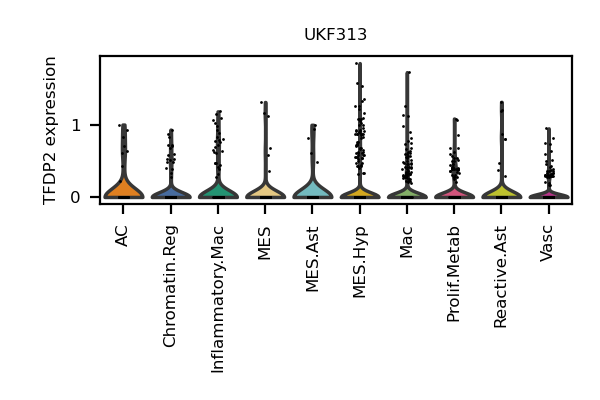 UKF313
TFDP2 expression
1
0
AC
Chromatin.Reg
Inflammatory.Mac
MES
MES.Ast
MES.Hyp
Mac
Prolif.Metab
Reactive.Ast
Vasc